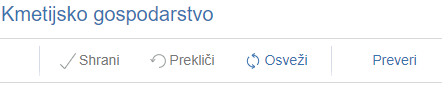 Kmetijsko gospodarstvo
Shrani Prekliči Osveži Preveri